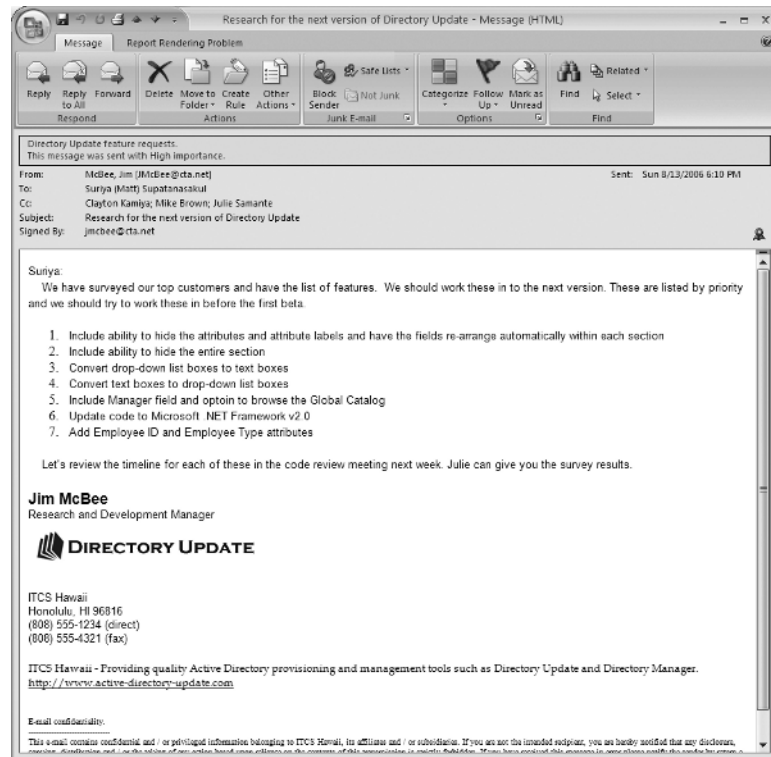 Research for the next version of Directory Update - Message (HTML)
Message Report Rendering Problem
Reply Reply to All Forward Delete Move to Folder Create Rule Other Actions Block Sender Safe Lists Not Junk Categorize Follow Up Mark as Unread Find Related Select
Respond Actions Junk E-mail Options Find
Directory Update feature requests.
This message was sent with High importance.
From: McBee, Jim [JMcBee@cta.net] Sent: Sun 8/13/2006 6:10 PM
To: Suriya (Matt) Supatanasakul
Cc: Clayton Kamiya; Mike Brown; Julie Samante
Subject: Research for the next version of Directory Update
Signed By: jmcbee@cta.net
Suriya:
We have surveyed our top customers and have the list of features. We should work these in to the next version. These are listed by priority
and we should try to work these in before the first beta.
1. Include ability to hide the attributes and attribute labels and have the fields re-arrange automatically within each section
2. Include ability to hide the entire section
3. Convert drop-down list boxes to text boxes
4. Convert text boxes to drop-down list boxes
5. Include Manager field and optoin to browse the Global Catalog
6. Update code to Microsoft .NET Framework v2.0
7. Add Employee ID and Employee Type attributes
Let's review the timeline for each of these in the code review meeting next week. Julie can give you the survey results.
Jim McBee
Research and Development Manager
DIRECTORY UPDATE
ITCS Hawaii
Honolulu, HI 96816
(808) 555-1234 (direct)
(808) 555-4321 (fax)
ITCS Hawaii - Providing quality Active Directory provisioning and management tools such as Directory Update and Directory Manager.
http://www.active-directory-update.com
E-mail confidentiality.
This e-mail contains confidential and / or privileged information belonging to ITCS Hawaii, its affiliates and / or subsidiaries. If you are not the intended recipient, you are hereby notified that any disclosure,